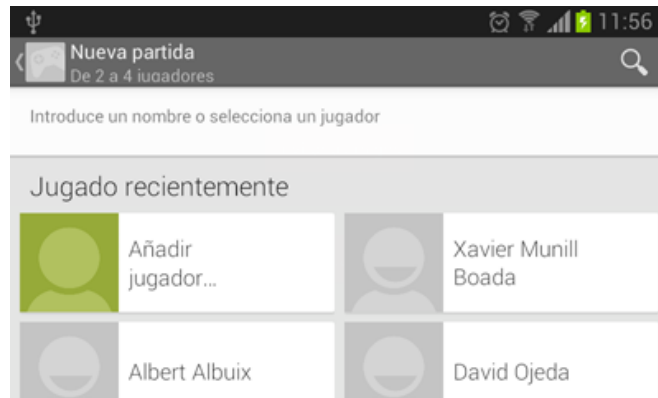 11:56
Nueva partida
De 2 a 4 jugadores
Introduce un nombre o selecciona un jugador
Jugado recientemente
Añadir
jugador...
Xavier Munill
Boada
Albert Albuix
David Ojeda